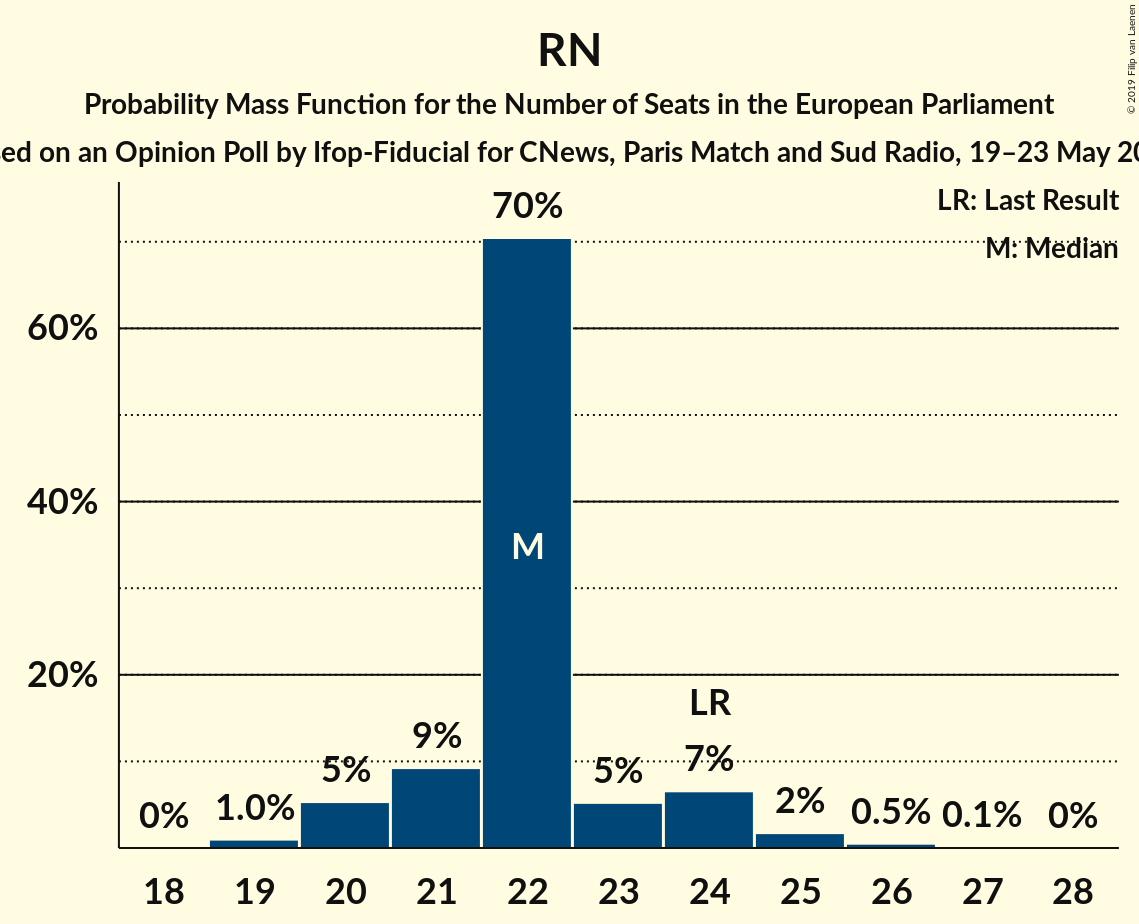 © 2019 Filip van Laenen
RN
Probability Mass Function for the Number of Seats in the European Parliament
on an Opinion Poll by Ifop-Fiducial for CNews, Paris Match and Sud Radio, 19–23 May
LR: Last Result
M: Median
70%
60%
40%
M
20%
LR
9%
7%
5%
5%
2%
1.0%
0.5%
0.1%
0%
0%
18 19 20 21 22 23 24 25 26 27 28